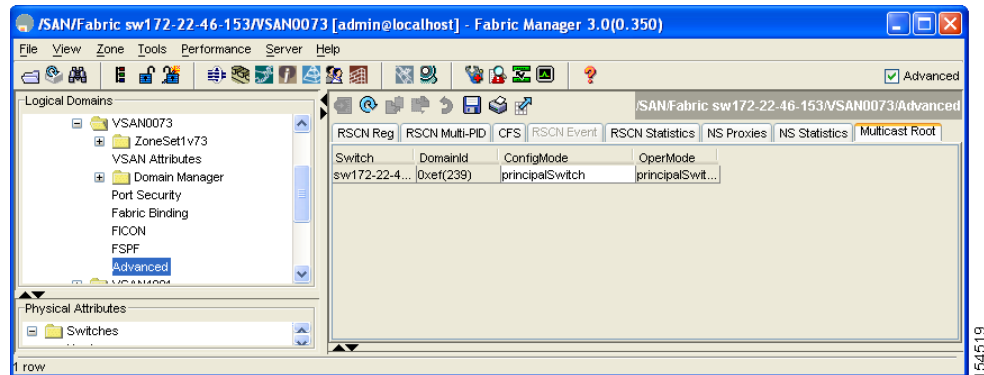 /SAN/Fabric sw172-22-46-153/VSAN0073 [admin@localhost] - Fabric Manager 3.0(0.350)
File View Zone Tools Performance Server Help
Advanced
Logical Domains
VSAN0073
ZoneSet1v73
VSAN Attributes
Domain Manager
Port Security
Fabric Binding
FICON
FSPF
Advanced
Physical Attributes
Switches
/SAN/Fabric sw172-22-46-153/VSAN0073/Advanced
RSCN Reg RSCN Multi-PID CFS RSCN Event RSCN Statistics NS Proxies NS Statistics Multicast Root
Switch DomainId ConfigMode OperMode
sw172-22-4... 0xef(239) principalSwitch principalSwit...
1 row
154519